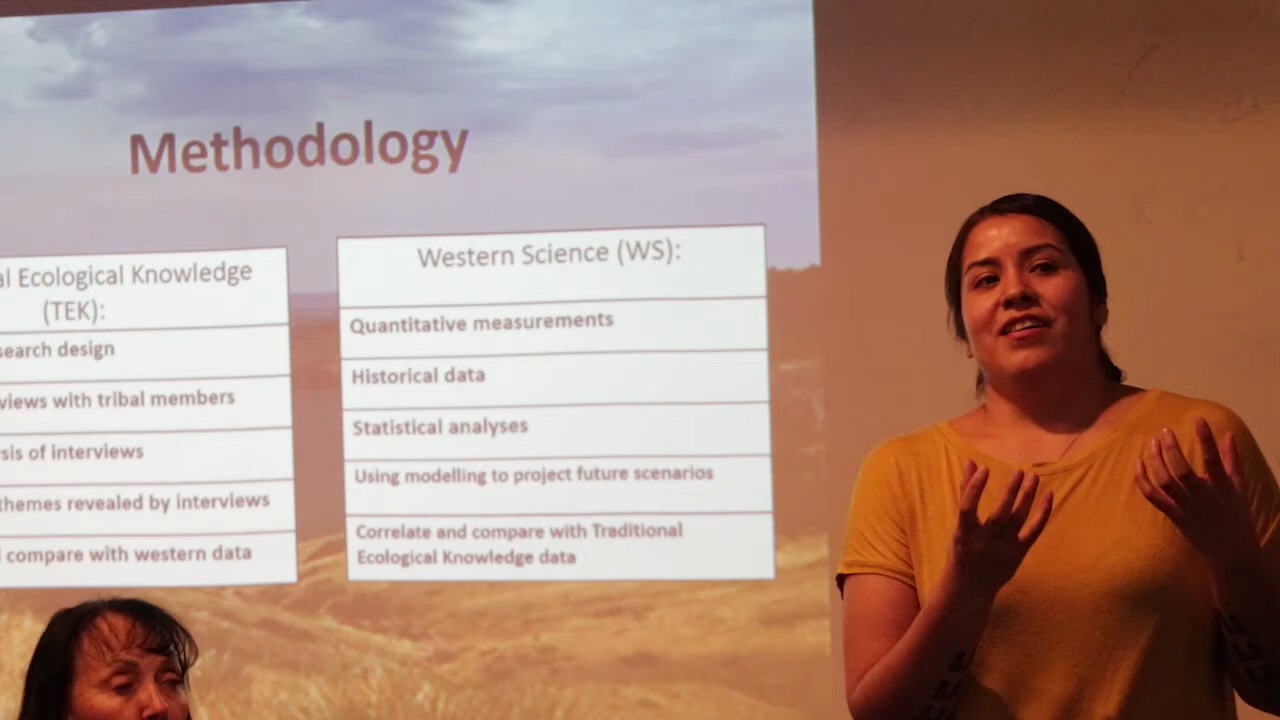 Methodology
al Ecological Knowledge
(TEK):
search design
views with tribal members
sis of interviews
themes revealed by interviews
compare with western data
Western Science (WS):
Quantitative measurements
Historical data
Statistical analyses
Using modelling to project future scenarios
Correlate and compare with Traditional
Ecological Knowledge data